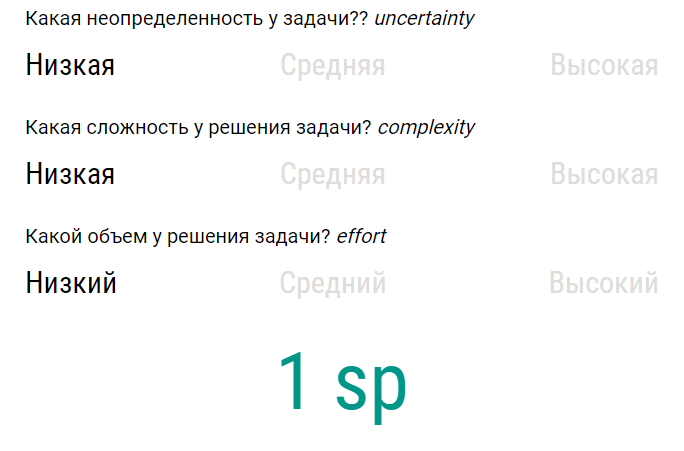 Какая неопределенность у задачи?? uncertainty
Низкая Средняя Высокая
Какая сложность у решения задачи? complexity
Низкая Средняя Высокая
Какой объем у решения задачи? effort
Низкий Средний Высокий
1 sp